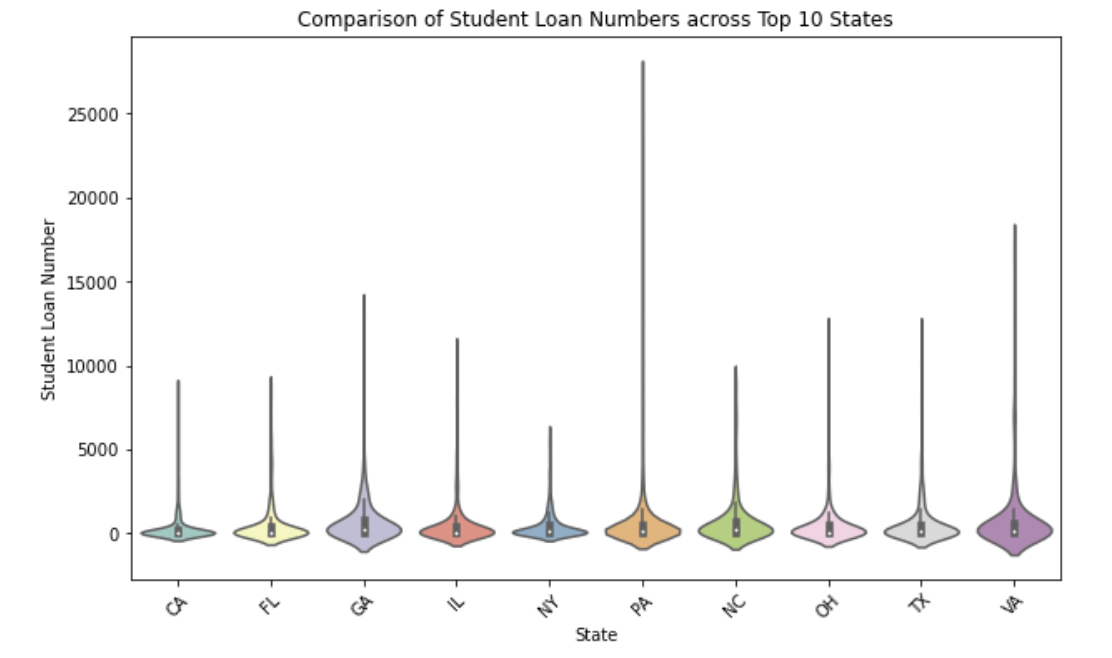 Comparison of Student Loan Numbers across Top 10 States
Student Loan Number
25000
20000
15000
10000
5000
0
CA
FL
GA
IL
NY
PA
NC
OH
TX
VA
State